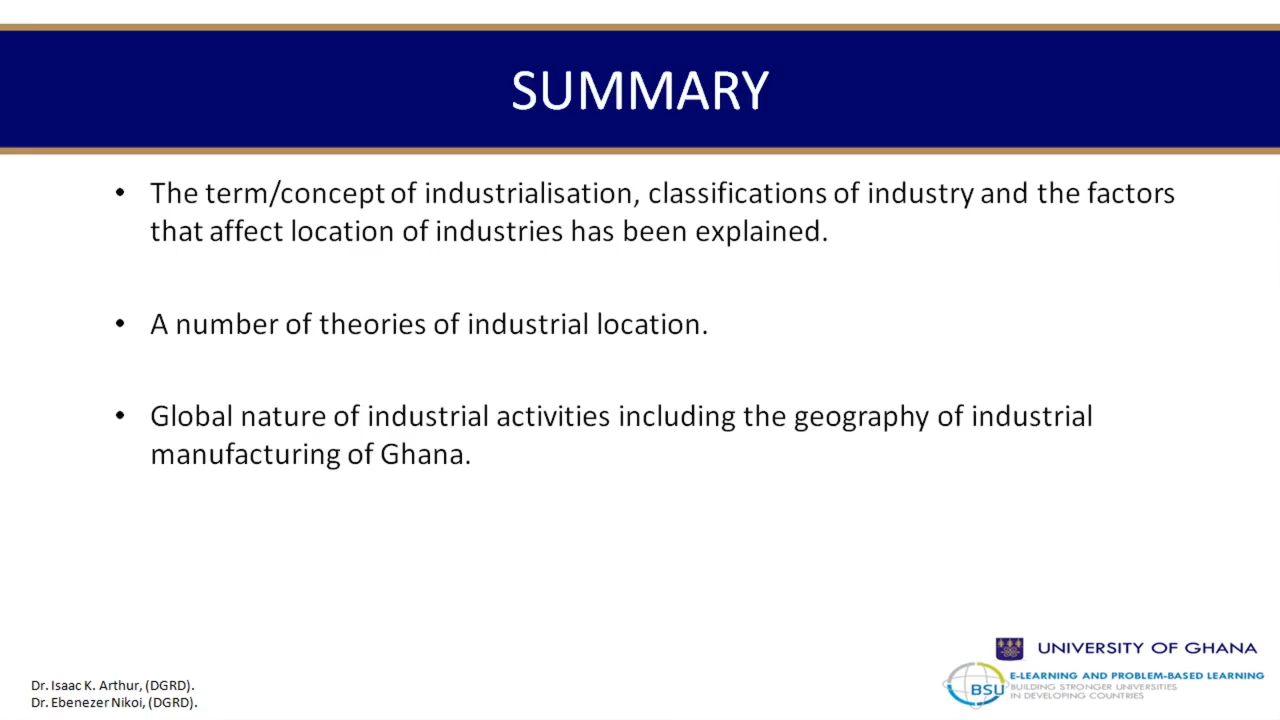 SUMMARY
• The term/concept of industrialisation, classifications of industry and the factors
that affect location of industries has been explained.
• A number of theories of industrial location.
• Global nature of industrial activities including the geography of industrial
manufacturing of Ghana.
UNIVERSITY OF GHANA
BSU
E-LEARNING AND PROBLEM-BASED LEARNING
BUILDING STRONGER UNIVERSITIES
IN DEVELOPING COUNTRIES
Dr. Isaac K. Arthur, (DGRD).
Dr. Ebenezer Nikoi, (DGRD).